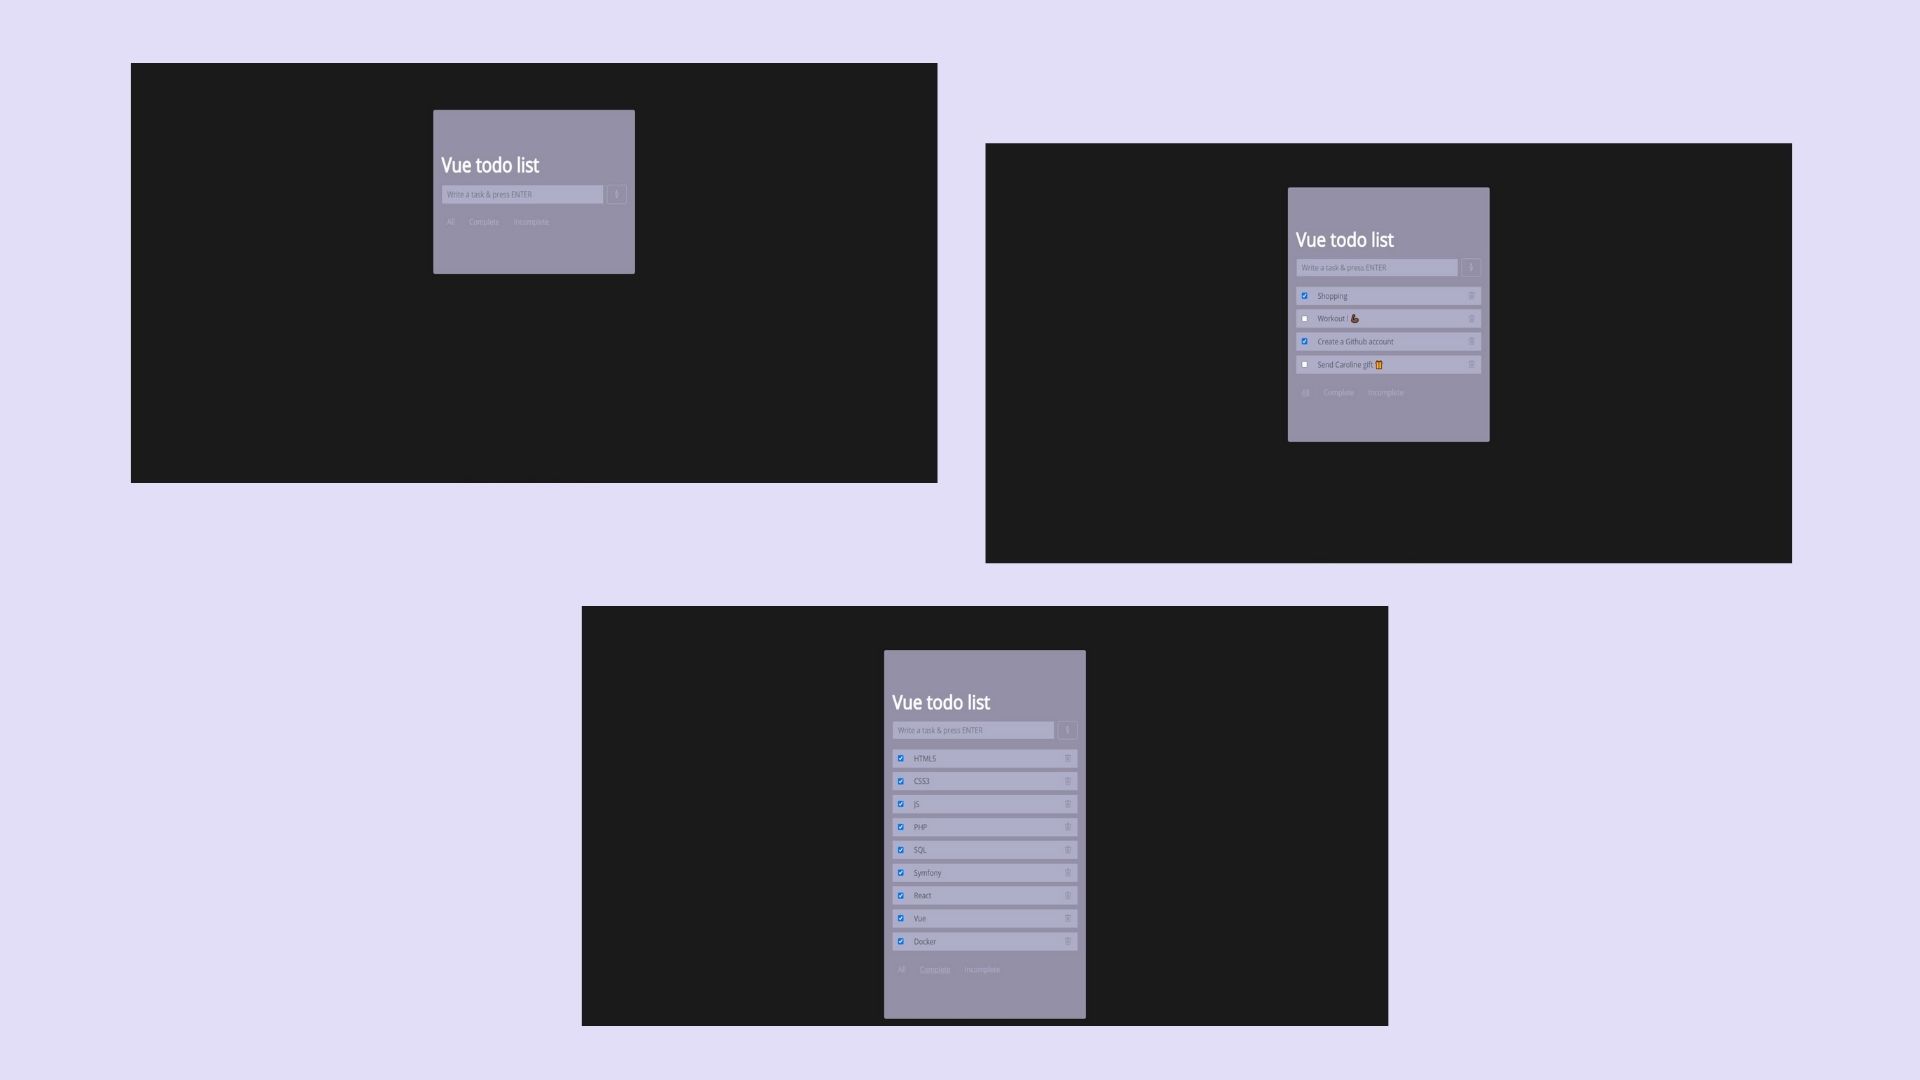 Vue todo list
Write a task & press ENTER
All Complete Incomplete
Vue todo list
Write a task & press ENTER
Shopping
Workout ! 💪🏿
Create a Github account
Send Caroline gift 🎁
All Complete Incomplete
Vue todo list
Write a task & press ENTER
HTML5
CSS3
JS
PHP
SQL
Symfony
React
Vue
Docker
All Complete Incomplete